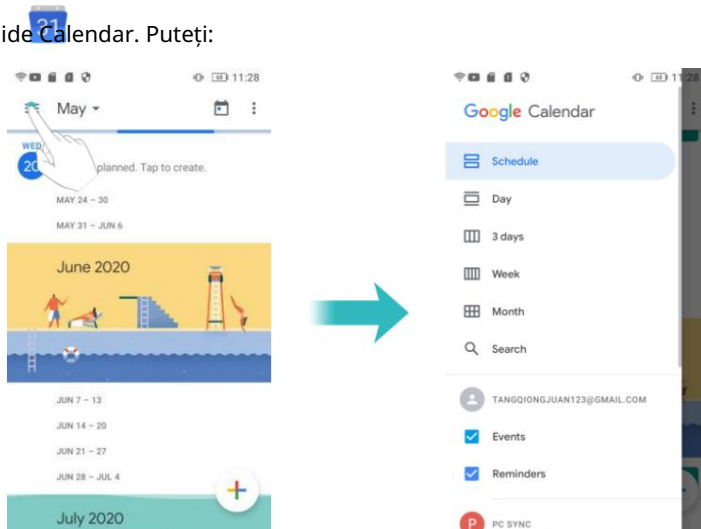 ide Calendar. Puteți:
31
11:28
May
WED
20
planned. Tap to create.
MAY 24 – 30
MAY 31 – JUN 6
June 2020
JUN 7 – 13
JUN 14 – 20
JUN 21 – 27
JUN 28 – JUL 4
July 2020
60 11:28
Google Calendar
Schedule
Day
3 days
Week
Month
Search
TANGQIONGJUAN123@GMAIL.COM
Events
Reminders
P PC SYNC